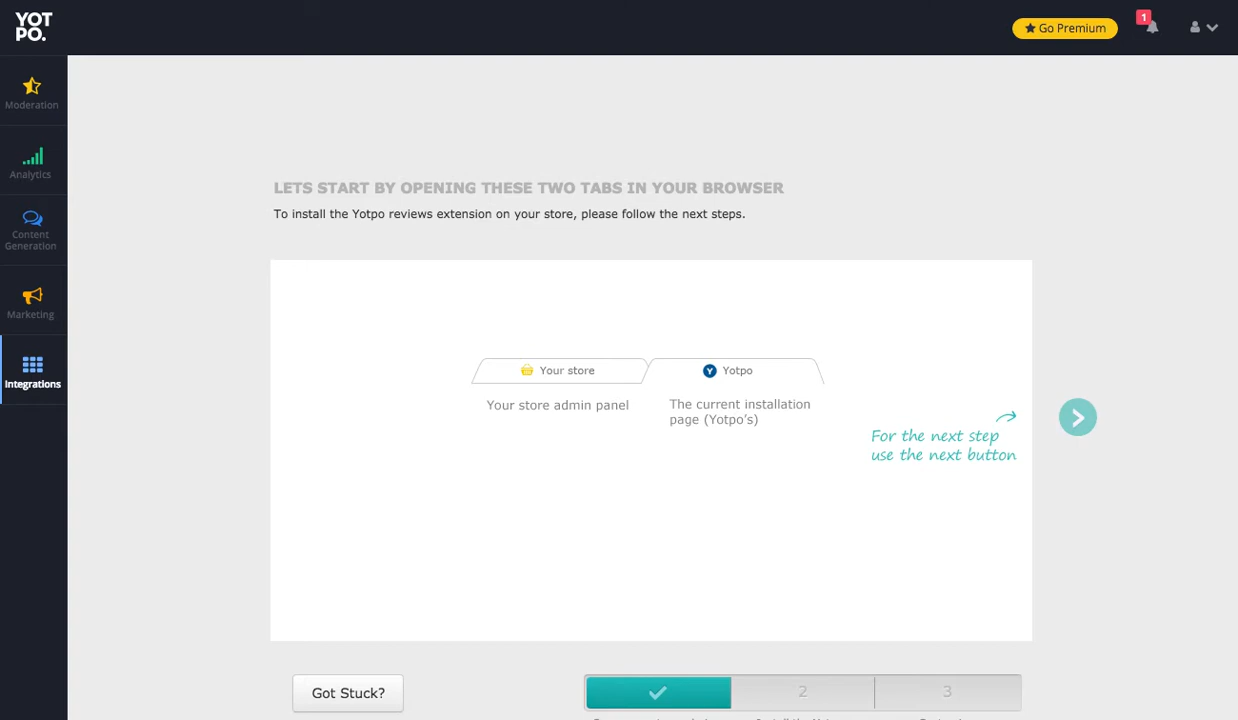 YOT
PO.
Go Premium
1
Moderation
Analytics
Content
Generation
Marketing
Integrations
LETS START BY OPENING THESE TWO TABS IN YOUR BROWSER
To install the Yotpo reviews extension on your store, please follow the next steps.
Your store
Y Yotpo
Your store admin panel
The current installation
page (Yotpo's)
For the next step
use the next button
Got Stuck?
2
3